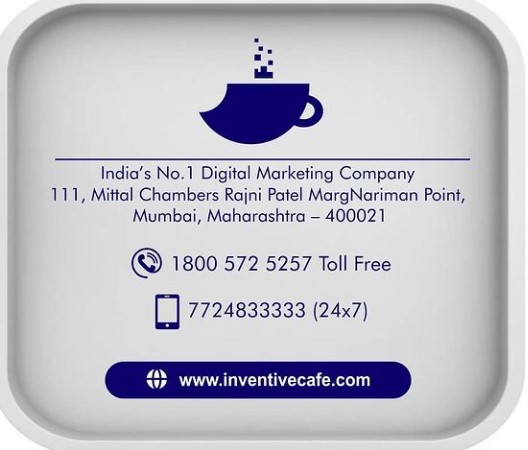 India's No.1 Digital Marketing Company
111, Mittal Chambers Rajni Patel MargNariman Point,
Mumbai, Maharashtra – 400021
1800 572 5257 Toll Free
7724833333 (24x7)
www.inventivecafe.com